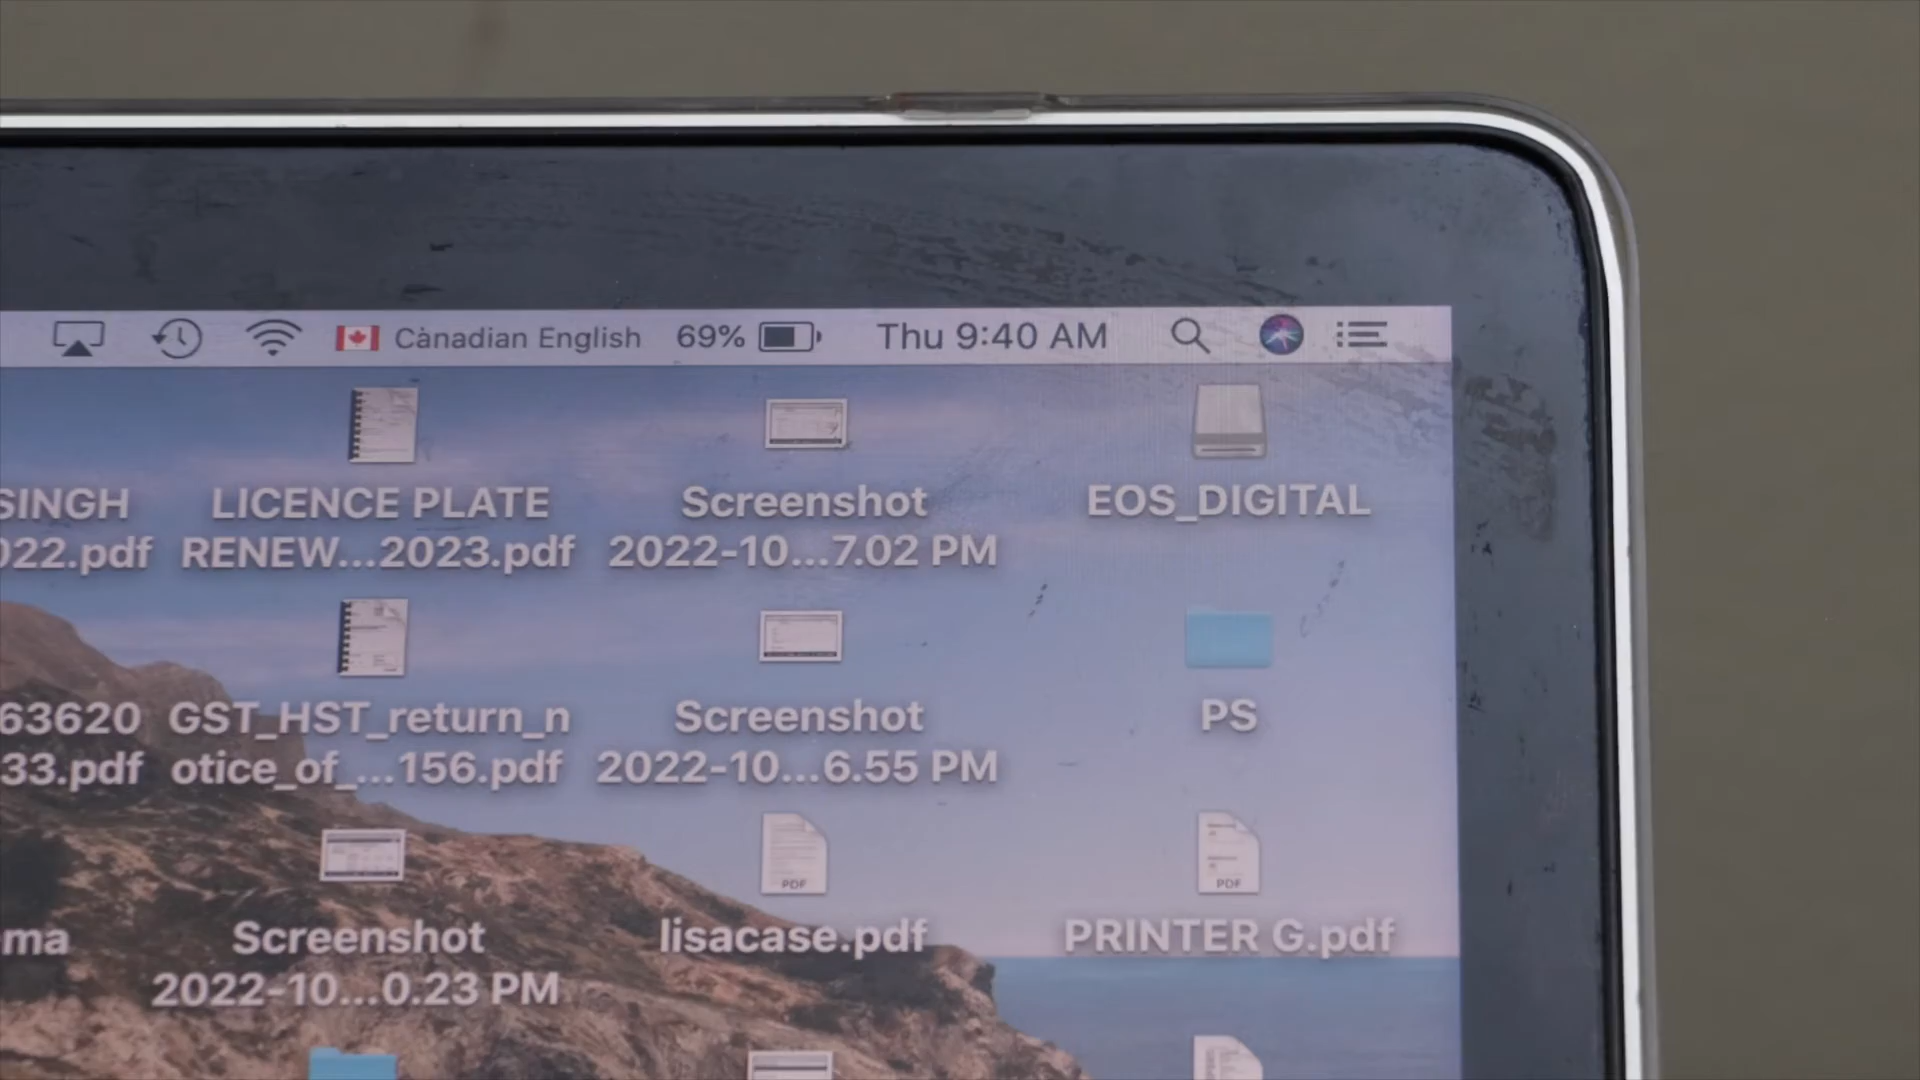 Canadian English 69% Thu 9:40 AM
SINGH
022.pdf
LICENCE PLATE
RENEW...2023.pdf
Screenshot
2022-10...7.02 PM
EOS_DIGITAL
63620
33.pdf
GST_HST_return_n
otice_of_...156.pdf
Screenshot
2022-10...6.55 PM
PS
ma
Screenshot
2022-10...0.23 PM
PDF
lisacase.pdf
PDF
PRINTER G.pdf